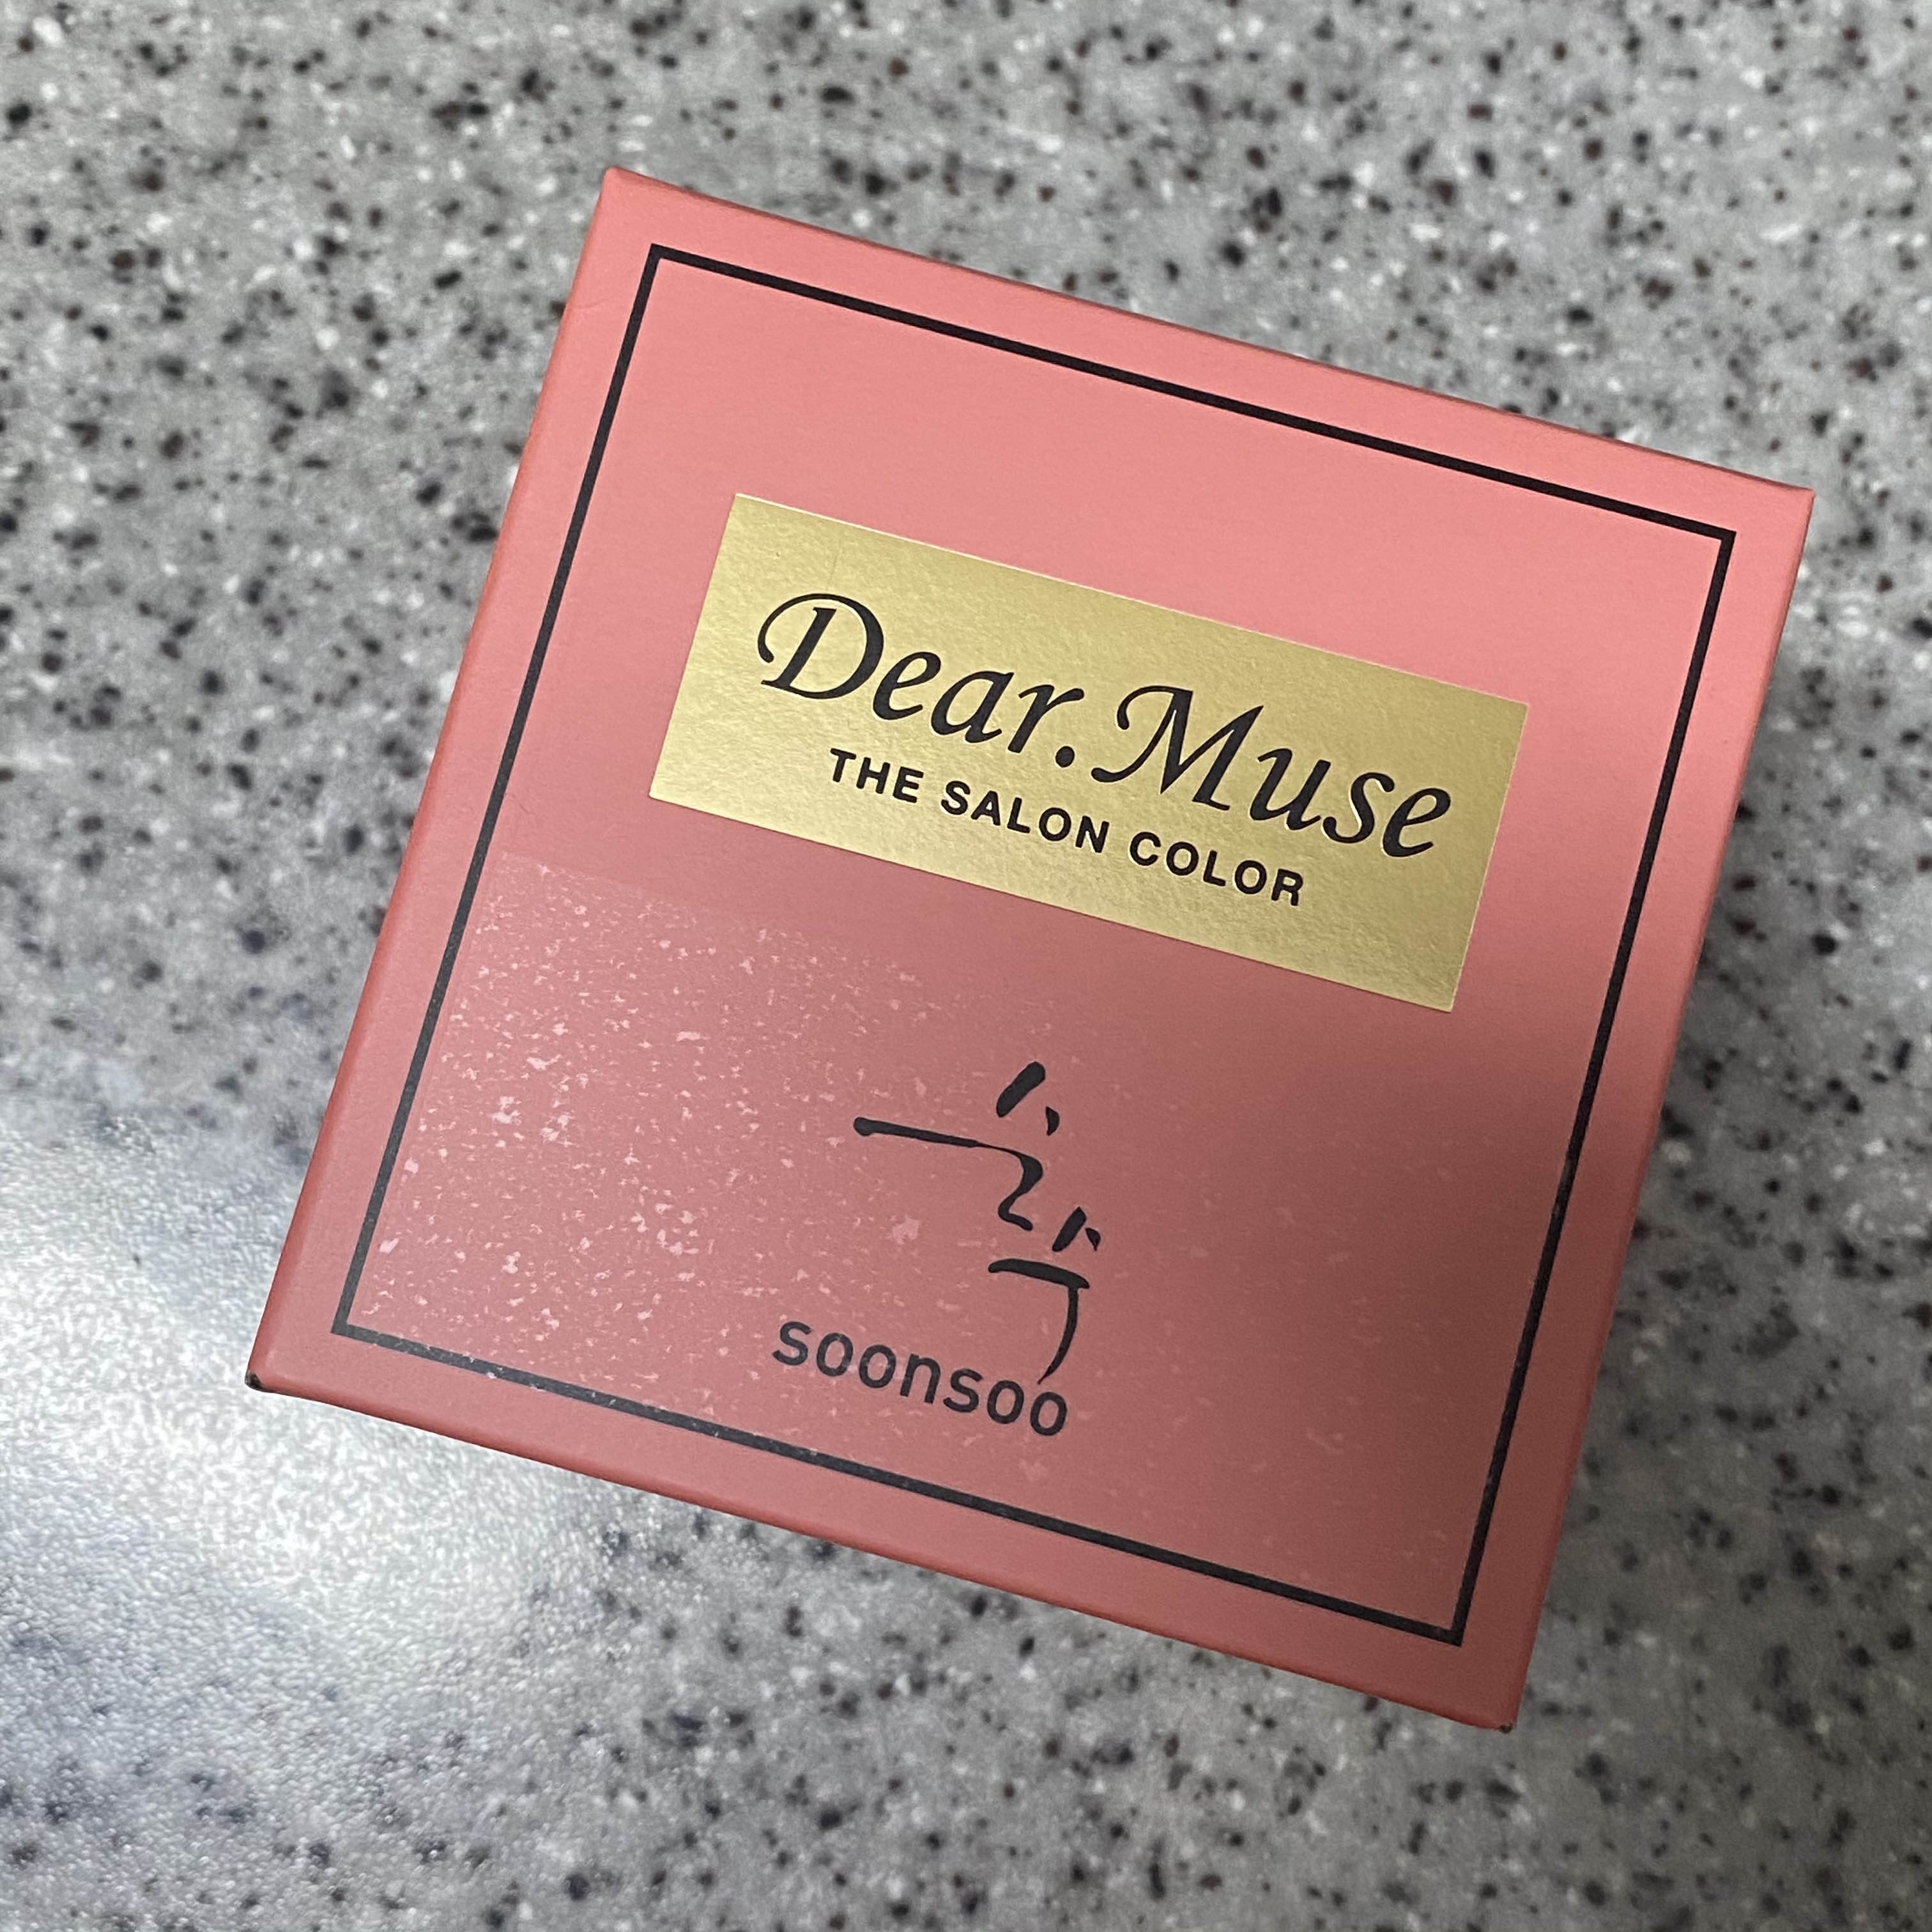 Dear.Muse
THE SALON COLOR
순수
soonsoo